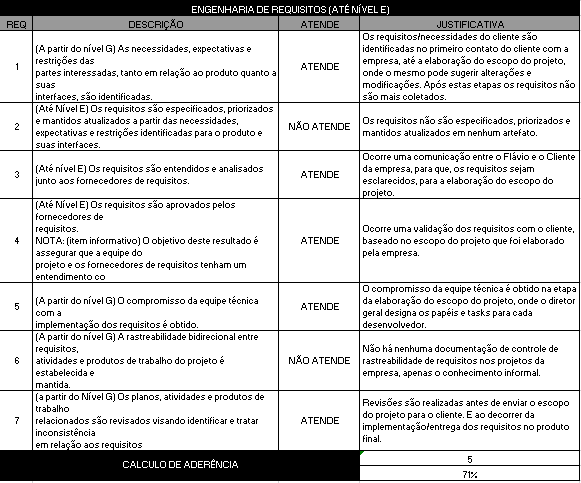 ENGENHARIA DE REQUISITOS (ATÉ NÍVEL E)
REQ DESCRIÇÃO ATENDE JUSTIFICATIVA
1
(A partir do nível G) As necessidades, expectativas e
restrições das
partes interessadas, tanto em relação ao produto quanto a
suas
interfaces, são identificadas.
ATENDE
Os requisitos/necessidades do cliente são
identificadas no primeiro contato do cliente com a
empresa, até a elaboração do escopo do projeto,
onde o mesmo pode sugerir alterações e
modificações. Após estas etapas os requisitos não
são mais coletados.
2
(Até Nível E) Os requisitos são especificados, priorizados
e mantidos atualizados a partir das necessidades,
expectativas e restrições identificadas para o produto e
suas interfaces.
NÃO ATENDE
Os requisitos não são especificados, priorizados e
mantidos atualizados em nenhum artefato.
3
(Até nível E) Os requisitos são entendidos e analisados
junto aos fornecedores de requisitos.
ATENDE
Ocorre uma comunicação entre o Flávio e o Cliente
da empresa, para que, os requisitos sejam
esclarecidos, para a elaboração do escopo do
projeto.
4
(Até Nível E) Os requisitos são aprovados pelos
fornecedores de
requisitos.
NOTA: (item informativo) O objetivo deste resultado é
assegurar que a equipe do
projeto e os fornecedores de requisitos tenham um
entendimento co
ATENDE
Ocorre uma validação dos requisitos com o cliente,
baseado no escopo do projeto que foi elaborado
pela empresa.
5
(A partir do nível G) O compromisso da equipe técnica
com a
implementação dos requisitos é obtido.
ATENDE
O compromisso da equipe técnica é obtido na etapa
da elaboração do escopo do projeto, onde o diretor
geral designa os papéis e tasks para cada
desenvolvedor.
6
(A partir do nível G) A rastreabilidade bidirecional entre
requisitos,
atividades e produtos de trabalho do projeto é
estabelecida e
mantida.
NÃO ATENDE
Não há nenhuma documentação de controle de
rastreabilidade de requisitos nos projetos da
empresa, apenas o conhecimento informal.
7
(a partir do Nível G) Os planos, atividades e produtos de
trabalho
relacionados são revisados visando identificar e tratar
inconsistência
em relação aos requisitos
ATENDE
Revisões são realizadas antes de enviar o escopo
do projeto para o cliente. E ao decorrer da
implementação/entrega dos requisitos no produto
final.
CALCULO DE ADERÊNCIA
5
71%